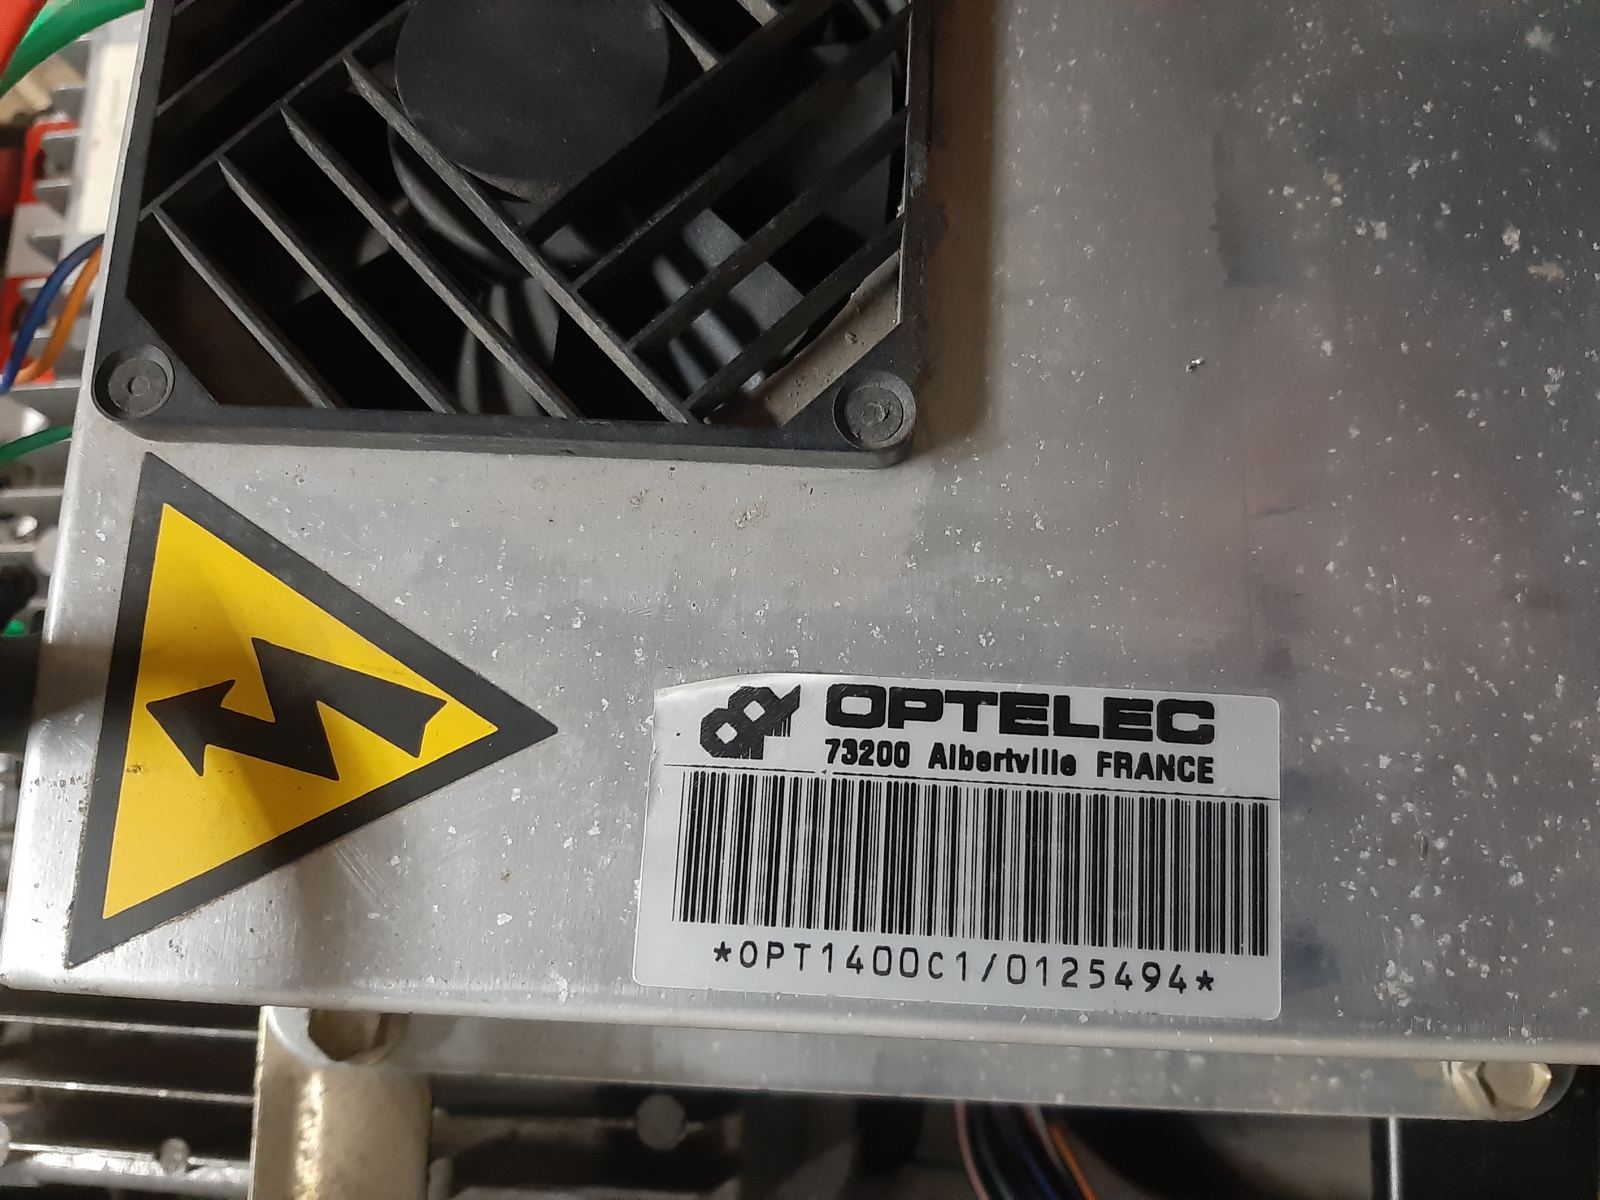 OPTELEC
73200 Albertville FRANCE
*OPT1400C1/0125494*